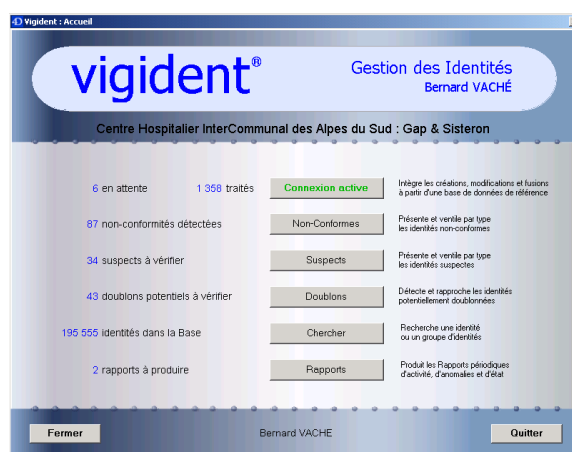 Vigident : Accueil
vigident®
Gestion des Identités
Bernard VACHÉ
Centre Hospitalier InterCommunal des Alpes du Sud : Gap & Sisteron
6 en attente 1 358 traités Connexion active
Intègre les créations, modifications et fusions
à partir d'une base de données de référence
87 non-conformités détectées Non-Conformes
Présente et ventile par type
les identités non-conformes
34 suspects à vérifier Suspects
Présente et ventile par type
les identités suspectes
43 doublons potentiels à vérifier Doublons
Détecte et rapproche les identités
potentiellement doublonnées
195 555 identités dans la Base Chercher
Recherche une identité
ou un groupe d'identités
2 rapports à produire Rapports
Produit les Rapports périodiques
d'activité, d'anomalies et d'état
Fermer Bernard VACHE Quitter